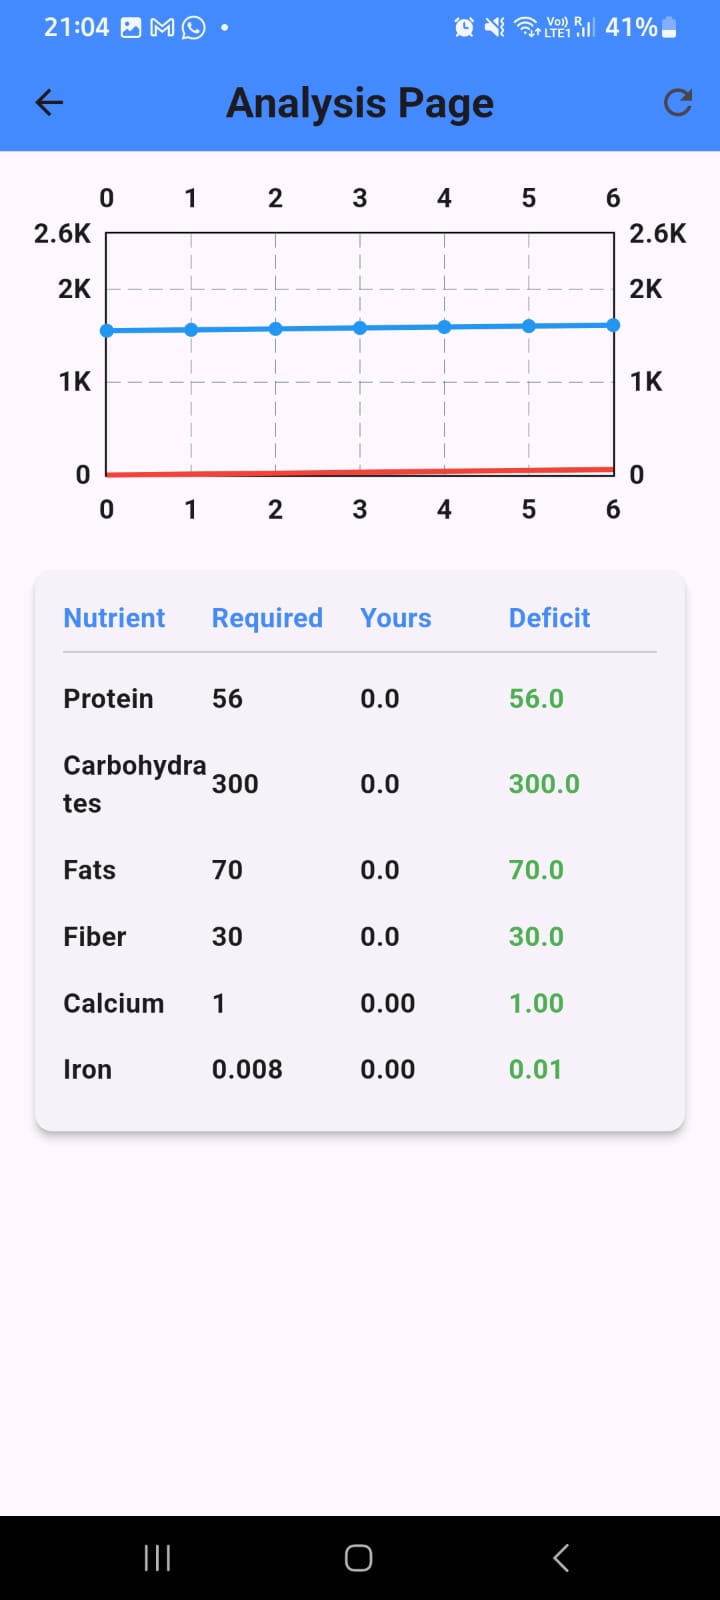 21:04
Vo)) R
LTE1
41%
Analysis Page
0 1 2 3 4 5 6
2.6K 2.6K
2K 2K
1K 1K
0 0
0 1 2 3 4 5 6
Nutrient Required Yours Deficit
Protein 56 0.0 56.0
Carbohydra
tes 300 0.0 300.0
Fats 70 0.0 70.0
Fiber 30 0.0 30.0
Calcium 1 0.00 1.00
Iron 0.008 0.00 0.01